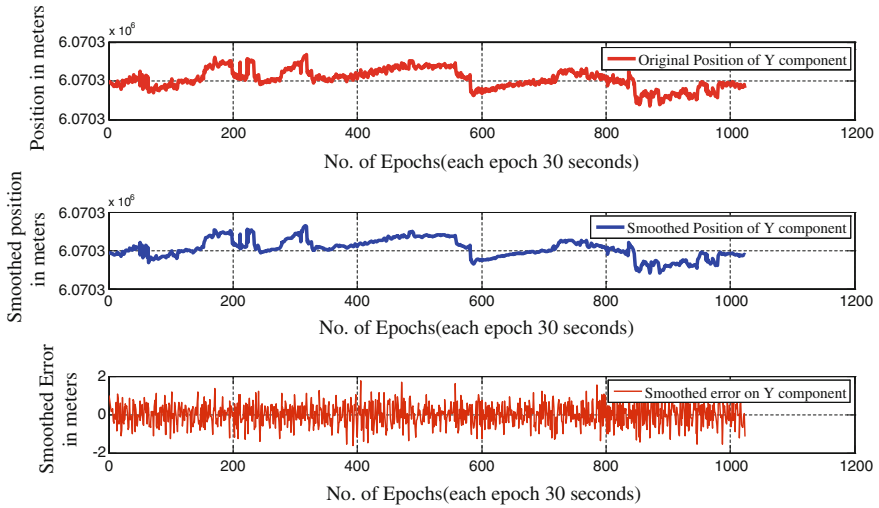 x 10⁶
6.0703
6.0703
6.0703
Position in meters
Original Position of Y component
0 200 400 600 800 1000 1200
No. of Epochs(each epoch 30 seconds)
x 10⁶
6.0703
6.0703
6.0703
Smoothed position
in meters
Smoothed Position of Y component
0 200 400 600 800 1000 1200
No. of Epochs(each epoch 30 seconds)
2
0
-2
Smoothed Error
in meters
Smoothed error on Y component
0 200 400 600 800 1000 1200
No. of Epochs(each epoch 30 seconds)